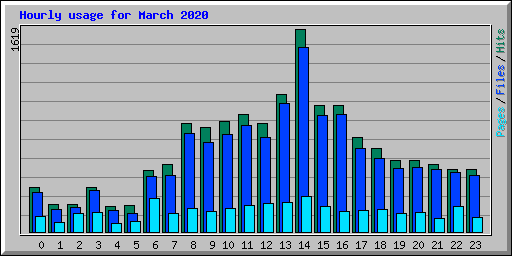 Hourly usage for March 2020
1619
Pages/Files/Hits
0 1 2 3 4 5 6 7 8 9 10 11 12 13 14 15 16 17 18 19 20 21 22 23